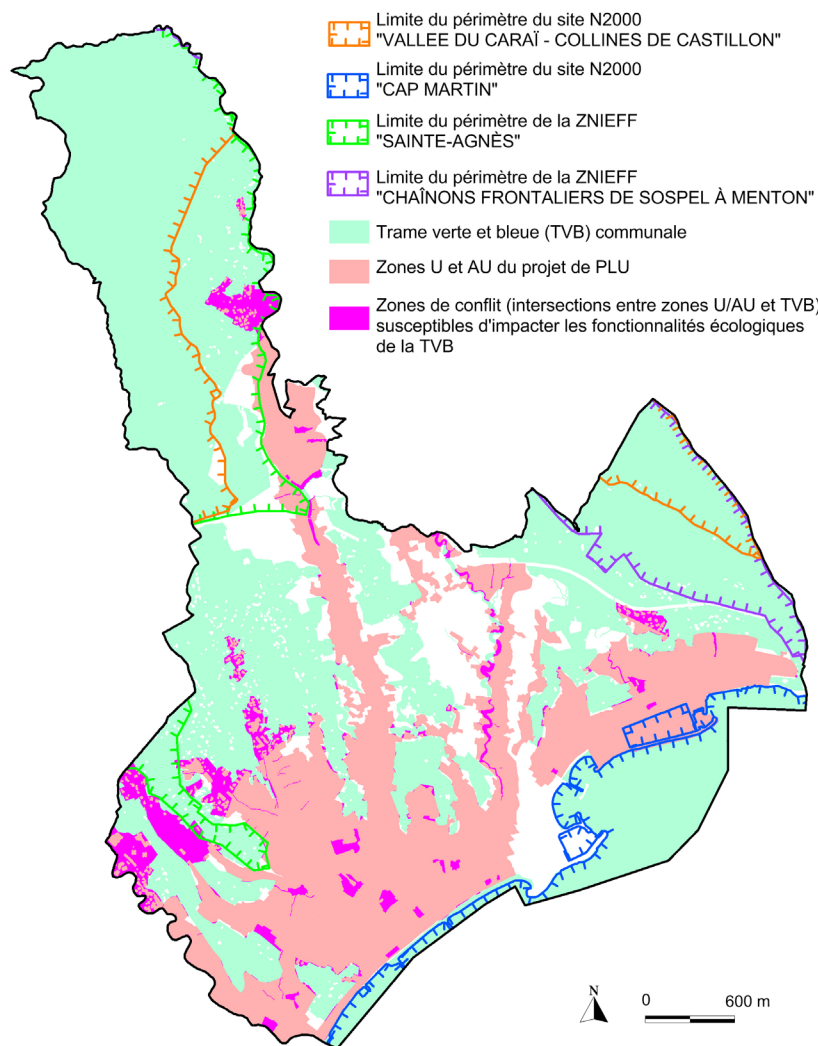 Limite du périmètre du site N2000
"VALLEE DU CARAÏ - COLLINES DE CASTILLON"
Limite du périmètre du site N2000
"CAP MARTIN"
Limite du périmètre de la ZNIEFF
"SAINTE-AGNÈS"
Limite du périmètre de la ZNIEFF
"CHAÎNONS FRONTALIERS DE SOSPEL À MENTON"
Trame verte et bleue (TVB) communale
Zones U et AU du projet de PLU
Zones de conflit (intersections entre zones U/AU et TVB)
susceptibles d'impacter les fonctionnalités écologiques
de la TVB
N
0 600 m